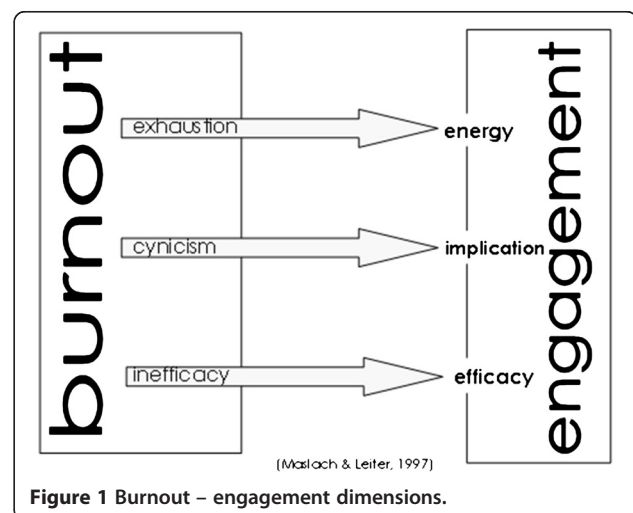 burnout
exhaustion
energy
cynicism
implication
inefficacy
efficacy
engagement
(Maslach & Leiter, 1997)
Figure 1 Burnout – engagement dimensions.